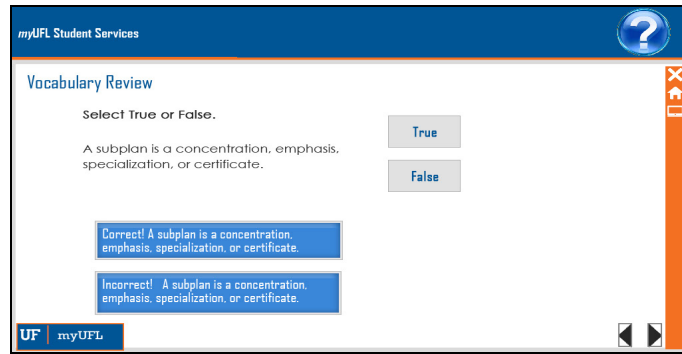 myUFL Student Services
?
Vocabulary Review
Select True or False.
A subplan is a concentration, emphasis,
specialization, or certificate.
True
False
Correct! A subplan is a concentration,
emphasis, specialization, or certificate.
Incorrect! A subplan is a concentration,
emphasis, specialization, or certificate.
UF myUFL